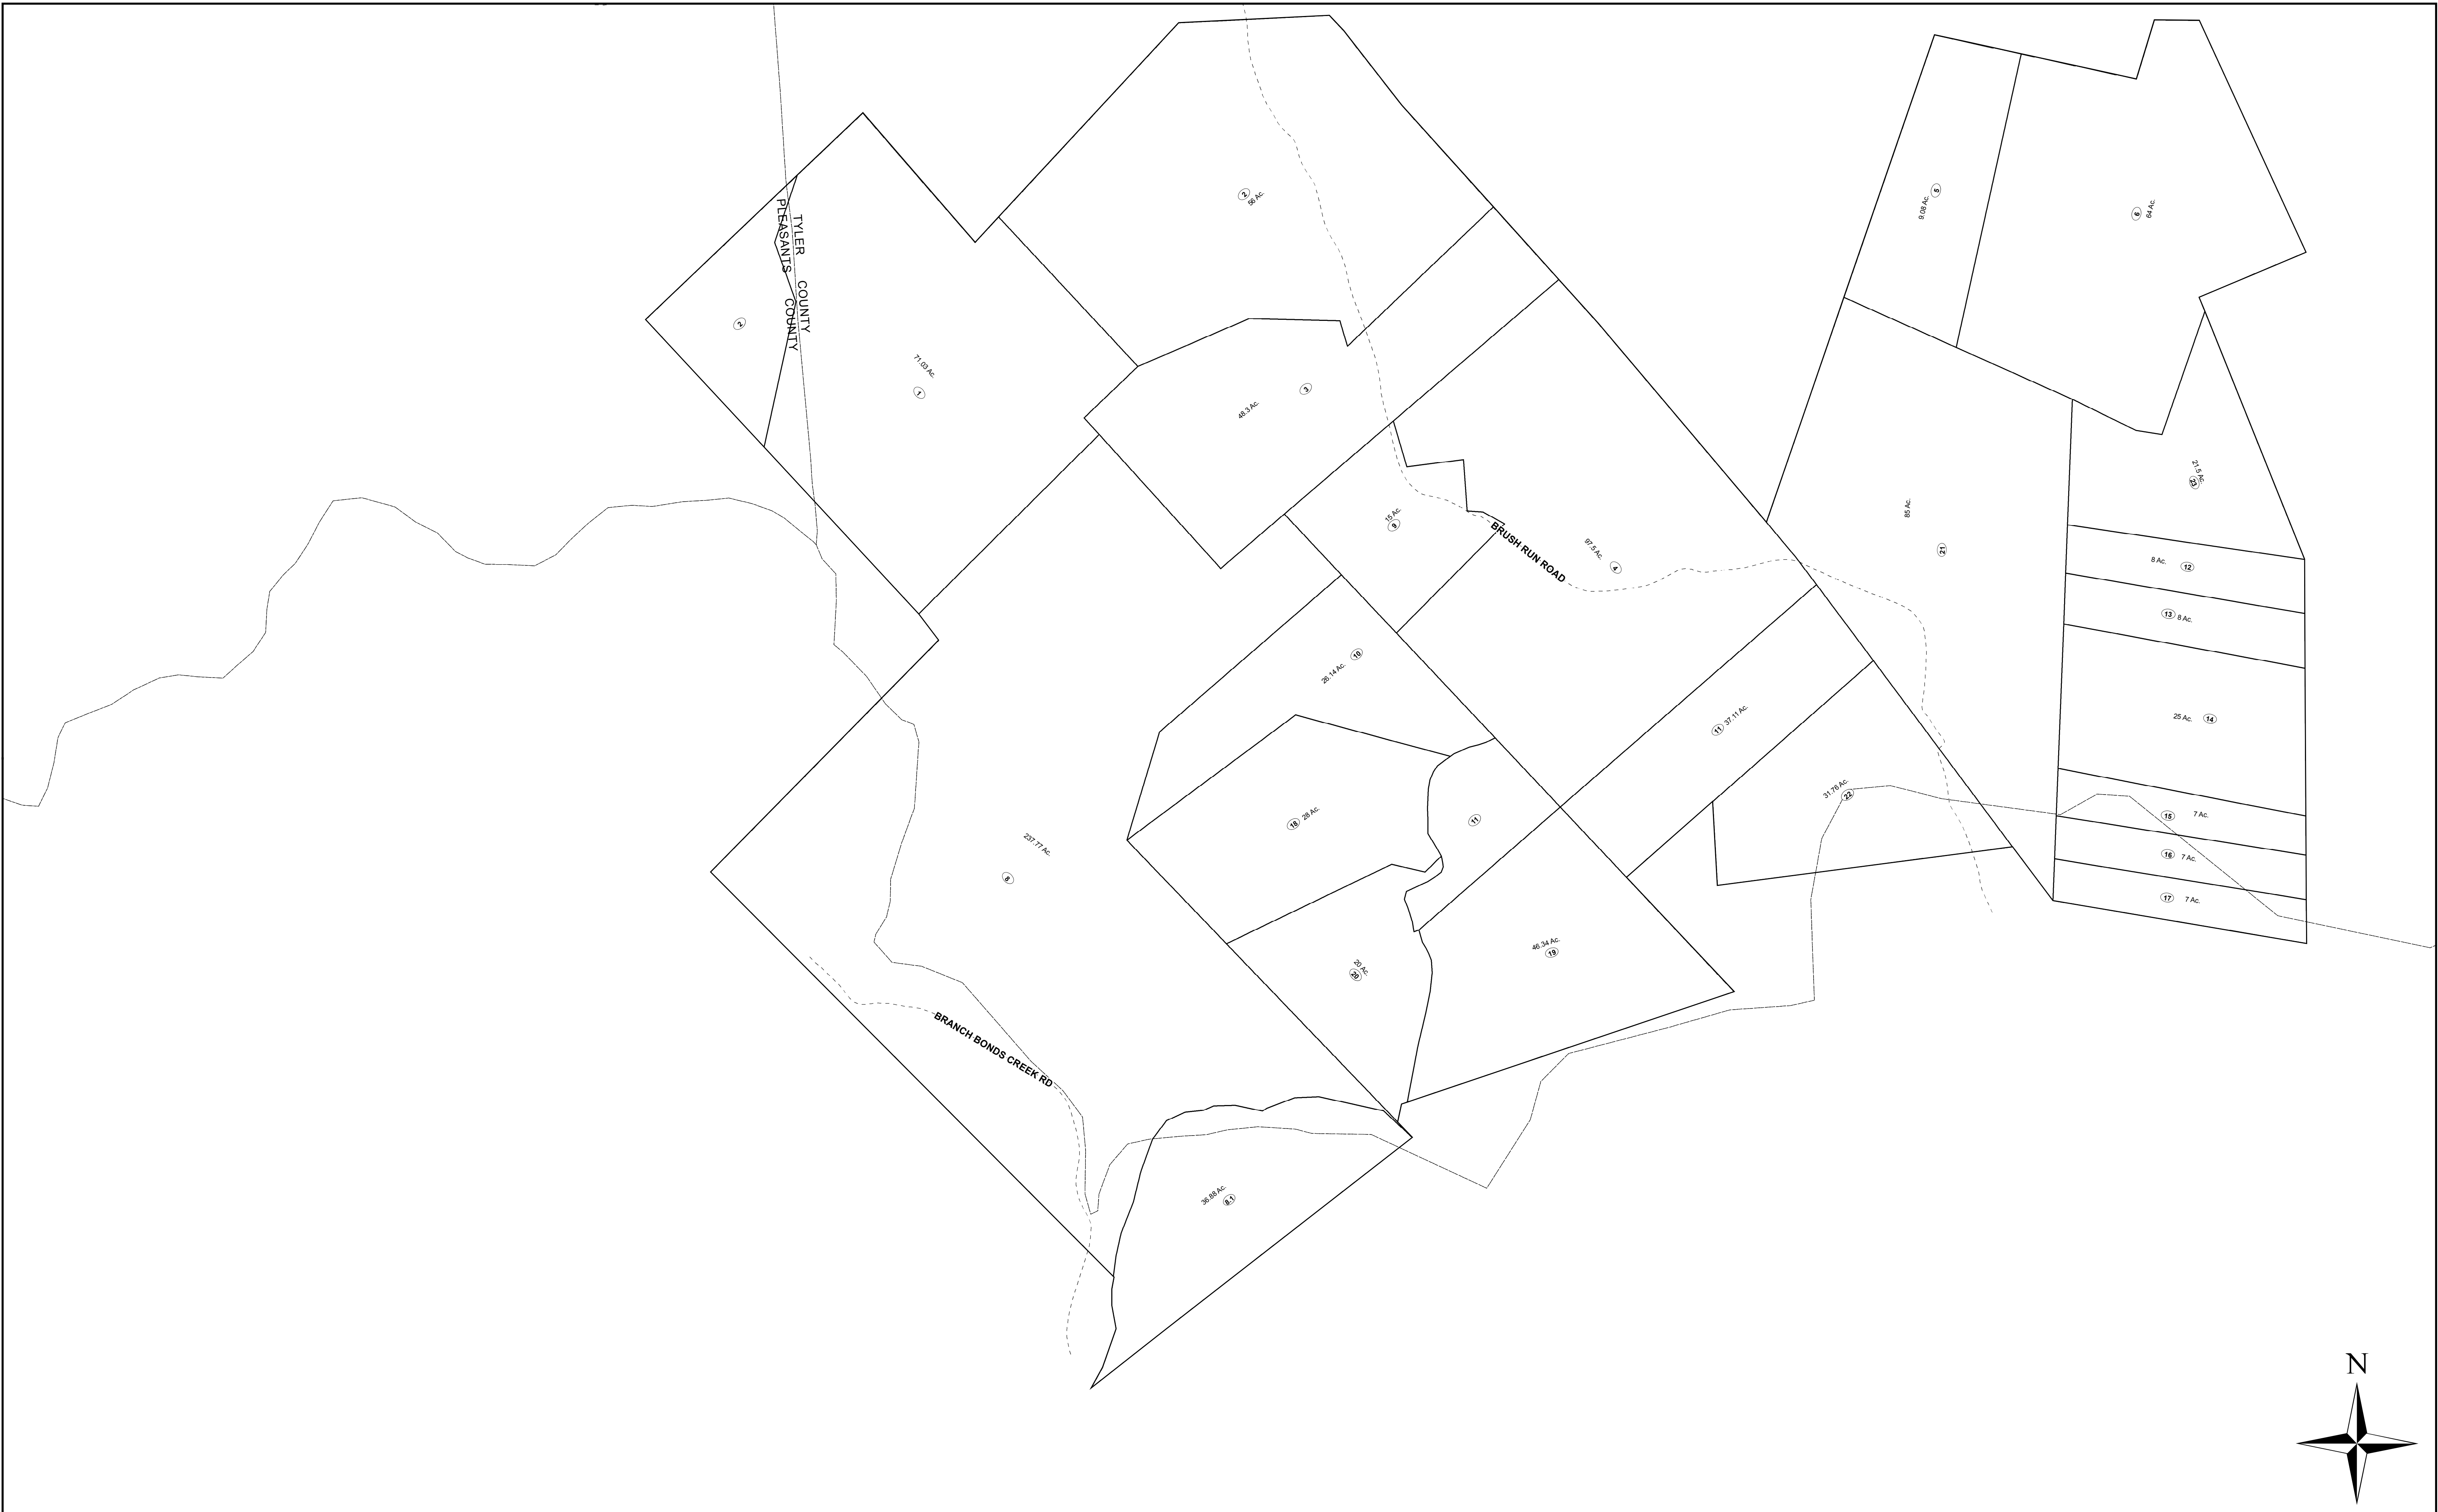 2
56 Ac.
5
9.08 Ac.
6
64 Ac.
TYLER COUNTY
PLEASANTS COUNTY
2
71.03 Ac.
1
3
48.3 Ac.
21.5 Ac.
23
15 Ac.
9
BRUSH RUN ROAD
97.5 Ac.
4
85 Ac.
21
8 Ac.
12
13
8 Ac.
10
26.14 Ac.
11
37.11 Ac.
25 Ac.
14
31.76 Ac.
22
18
28 Ac.
11
15
7 Ac.
16
7 Ac.
17
7 Ac.
237.77 Ac.
8
46.34 Ac.
19
20 Ac.
20
BRANCH BONDS CREEK RD
36.88 Ac.
8.1
N